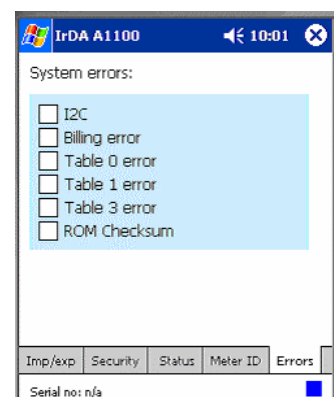 IrDA A1100 10:01
System errors:
I2C
Billing error
Table 0 error
Table 1 error
Table 3 error
ROM Checksum
Imp/exp Security Status Meter ID Errors
Serial no: n/a